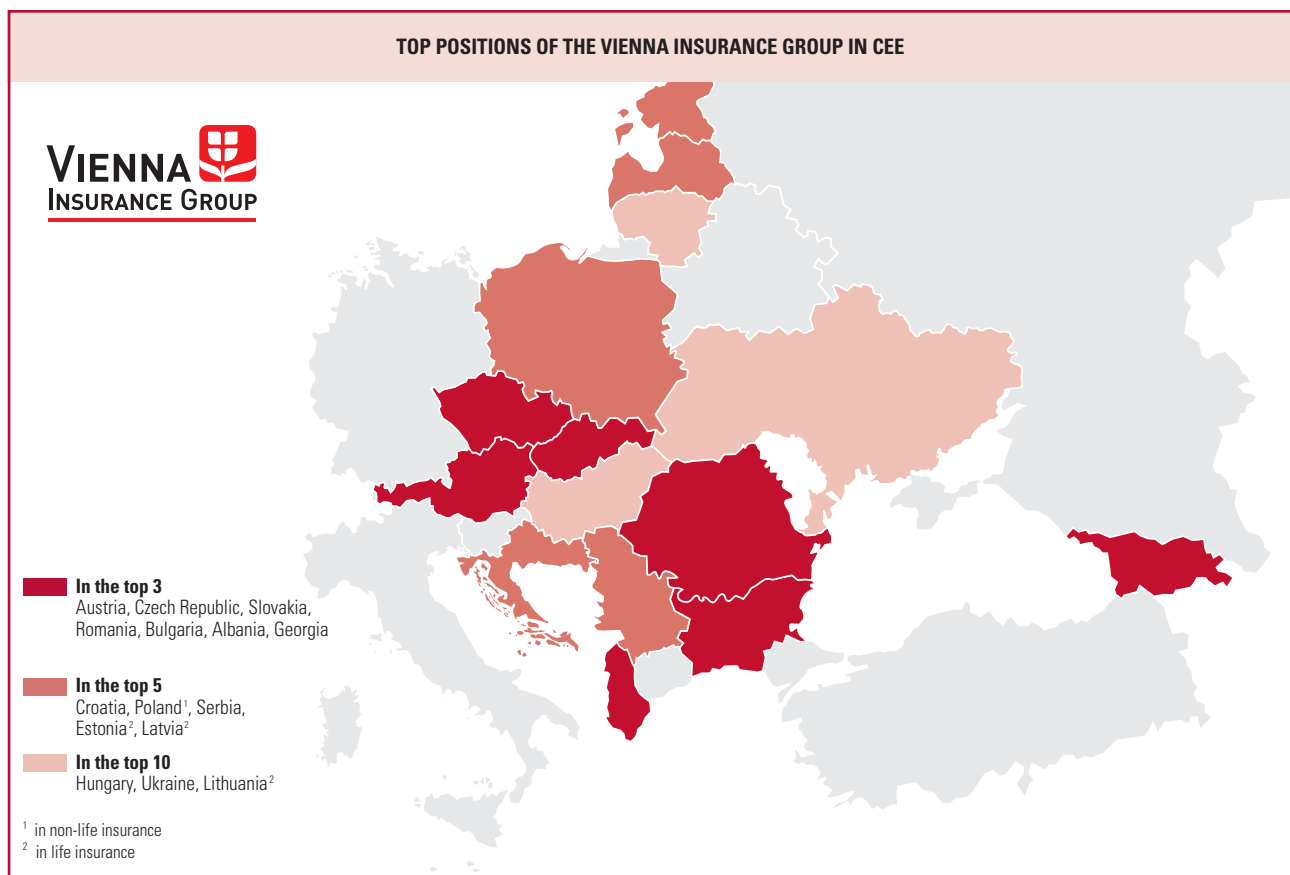 TOP POSITIONS OF THE VIENNA INSURANCE GROUP IN CEE
VIENNA
INSURANCE GROUP
In the top 3
Austria, Czech Republic, Slovakia,
Romania, Bulgaria, Albania, Georgia
In the top 5
Croatia, Poland¹, Serbia,
Estonia², Latvia²
In the top 10
Hungary, Ukraine, Lithuania²
¹ in non-life insurance
² in life insurance